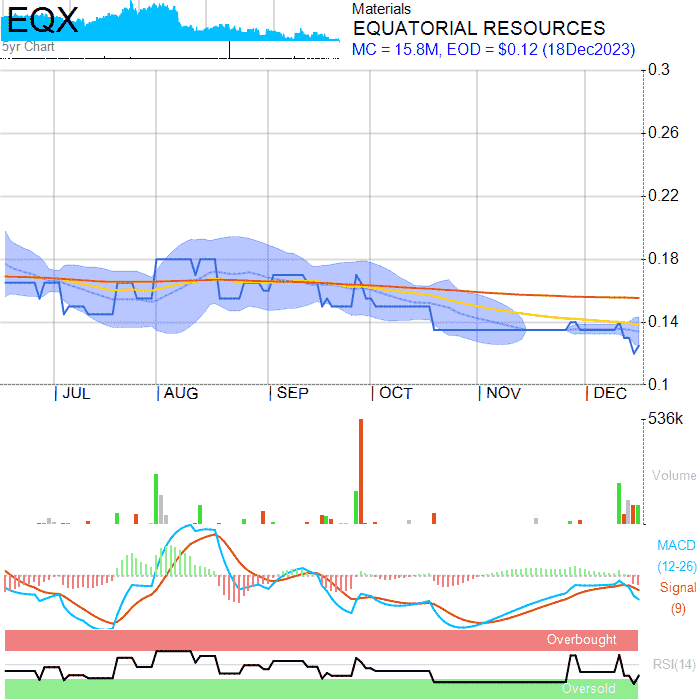 EQX
5yr Chart
Materials
EQUATORIAL RESOURCES
MC = 15.8M, EOD = $0.12 (18Dec2023)
0.3
0.26
0.22
0.18
0.14
0.1
JUL
AUG
SEP
OCT
NOV
DEC
536k
Volume
MACD
(12-26)
Signal
(9)
Overbought
RSI(14)
Oversold